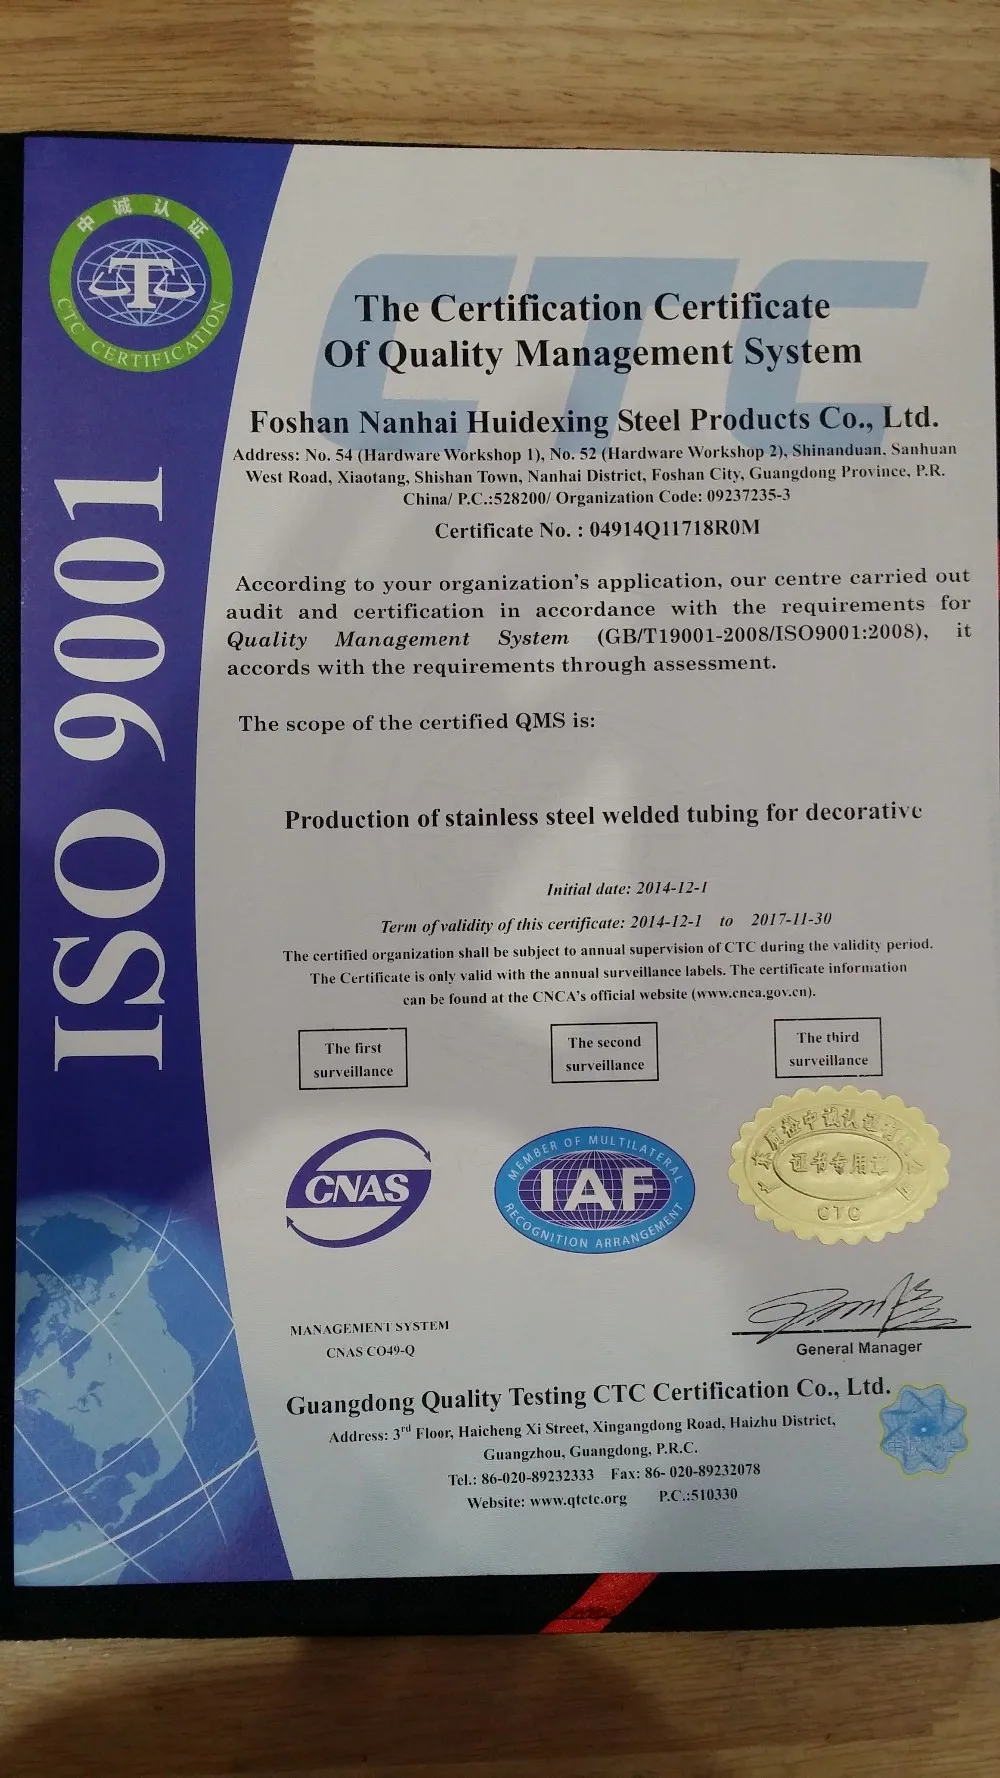 中诚认证
CTC CERTIFICATION
ISO 9001
CTC
The Certification Certificate
Of Quality Management System
Foshan Nanhai Huidexing Steel Products Co., Ltd.
Address: No. 54 (Hardware Workshop 1), No. 52 (Hardware Workshop 2), Shinanduan, Sanhuan
West Road, Xiaotang, Shishan Town, Nanhai District, Foshan City, Guangdong Province, P.R.
China/ P.C.:528200/ Organization Code: 09237235-3
Certificate No. : 04914Q11718R0M
According to your organization's application, our centre carried out
audit and certification in accordance with the requirements for
Quality Management System (GB/T19001-2008/ISO9001:2008), it
accords with the requirements through assessment.
The scope of the certified QMS is:
Production of stainless steel welded tubing for decorative
Initial date: 2014-12-1
Term of validity of this certificate: 2014-12-1 to 2017-11-30
The certified organization shall be subject to annual supervision of CTC during the validity period.
The Certificate is only valid with the annual surveillance labels. The certificate information
can be found at the CNCA's official website (www.cnca.gov.cn).
The first
surveillance
The second
surveillance
The third
surveillance
CNAS
MEMBER OF MULTILATERAL
IAF
RECOGNITION ARRANGEMENT
证书专用章
CTC
MANAGEMENT SYSTEM
CNAS CO49-Q
General Manager
Guangdong Quality Testing CTC Certification Co., Ltd.
Address: 3rd Floor, Haicheng Xi Street, Xingangdong Road, Haizhu District,
Guangzhou, Guangdong, P.R.C.
Tel.: 86-020-89232333 Fax: 86- 020-89232078
Website: www.qtctc.org P.C.:510330